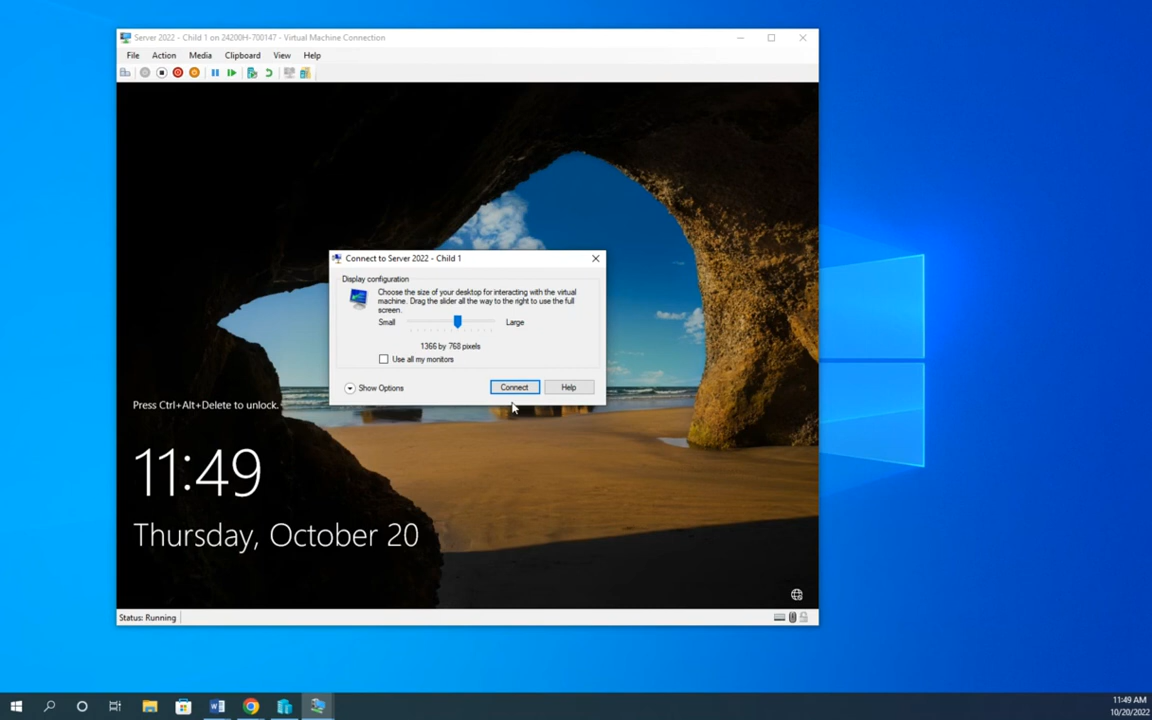 Server 2022 - Child 1 on 24200H-700147 - Virtual Machine Connection
File Action Media Clipboard View Help
Connect to Server 2022 - Child 1
Display configuration
Choose the size of your desktop for interacting with the virtual
machine. Drag the slider all the way to the right to use the full
screen.
Small Large
1366 by 768 pixels
Use all my monitors
Show Options Connect Help
Press Ctrl+Alt+Delete to unlock.
11:49
Thursday, October 20
Status: Running
11:49 AM
10/20/2022